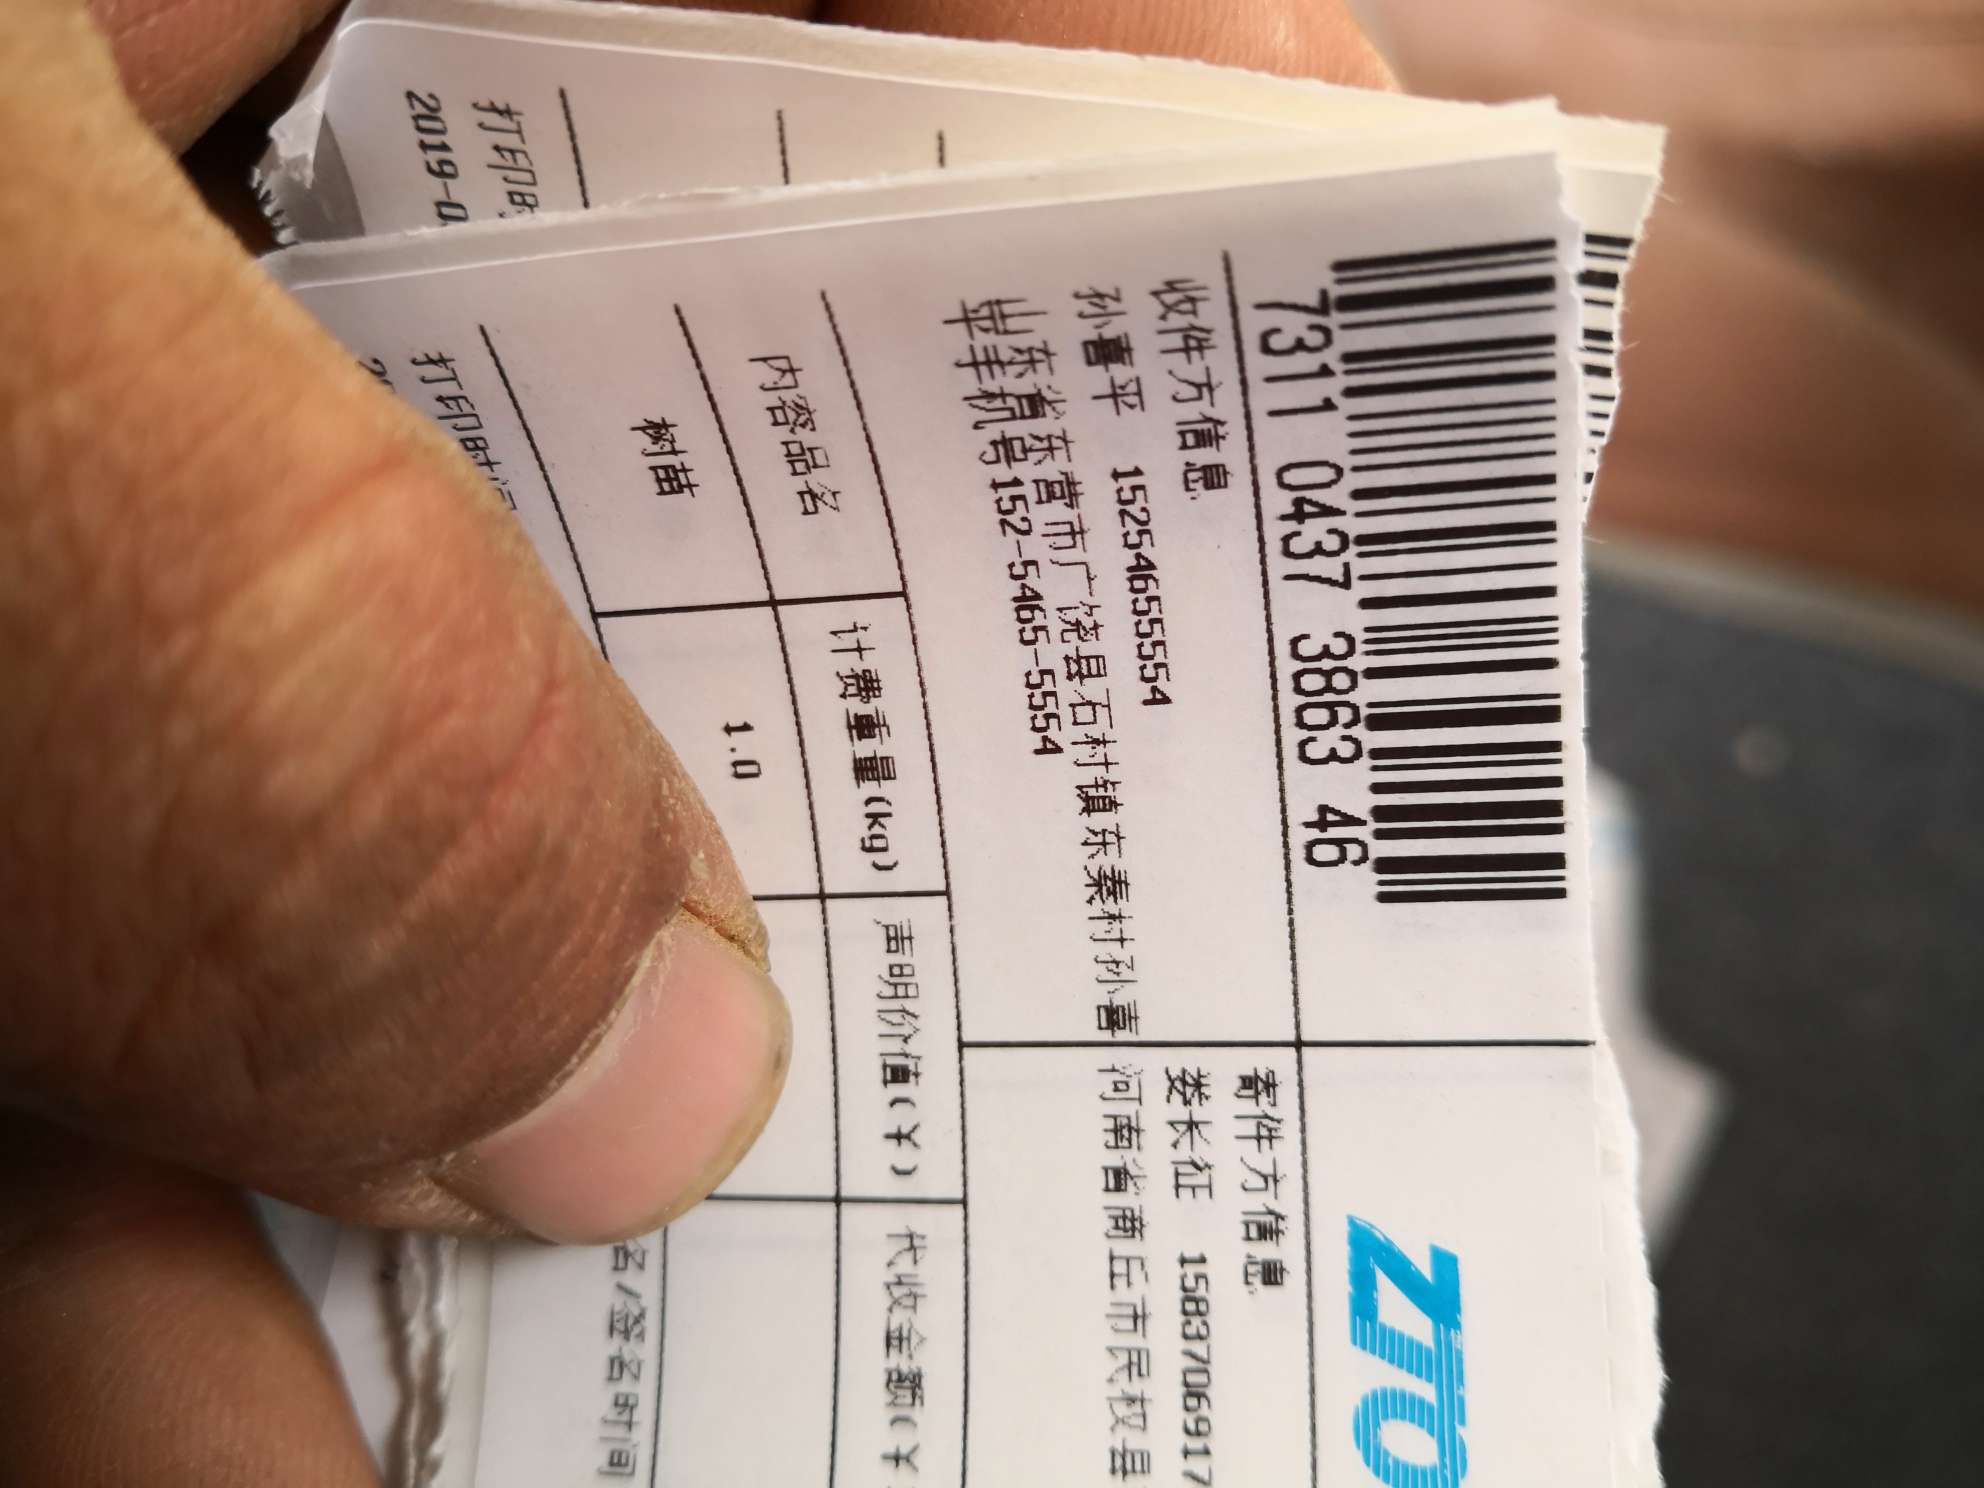 ZTO
7311 0437 3863 46
收件方信息
孙喜平 15254655554
山东省东营市广饶县石村镇东秦村孙喜
平手机号152-5465-5554
寄件方信息
娄长征 1583706917
河南省商丘市民权县
内容品名 计费重量(kg) 声明价值(¥) 代收金额(¥
树苗 1.0
名/签名时间
打印时间
打印时
2019-0